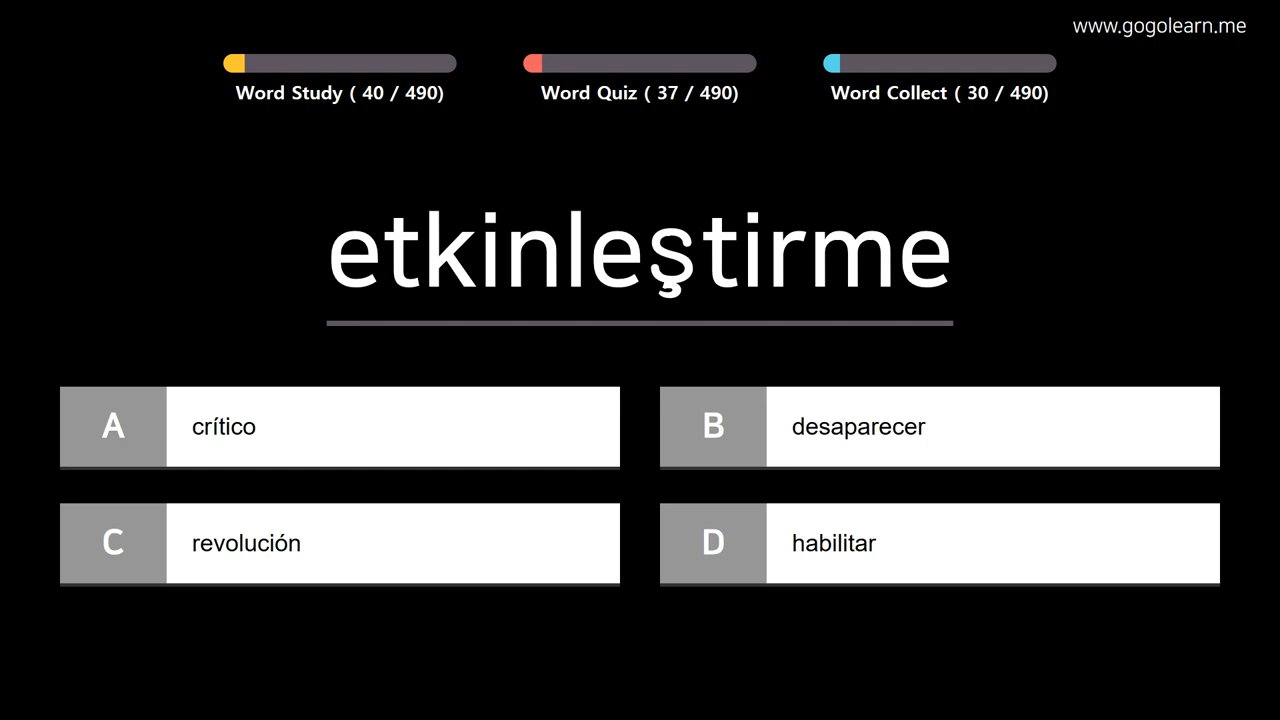 www.gogolearn.me
Word Study ( 40 / 490)
Word Quiz ( 37 / 490)
Word Collect ( 30 / 490)
etkinleştirme
A crítico
B desaparecer
C revolución
D habilitar